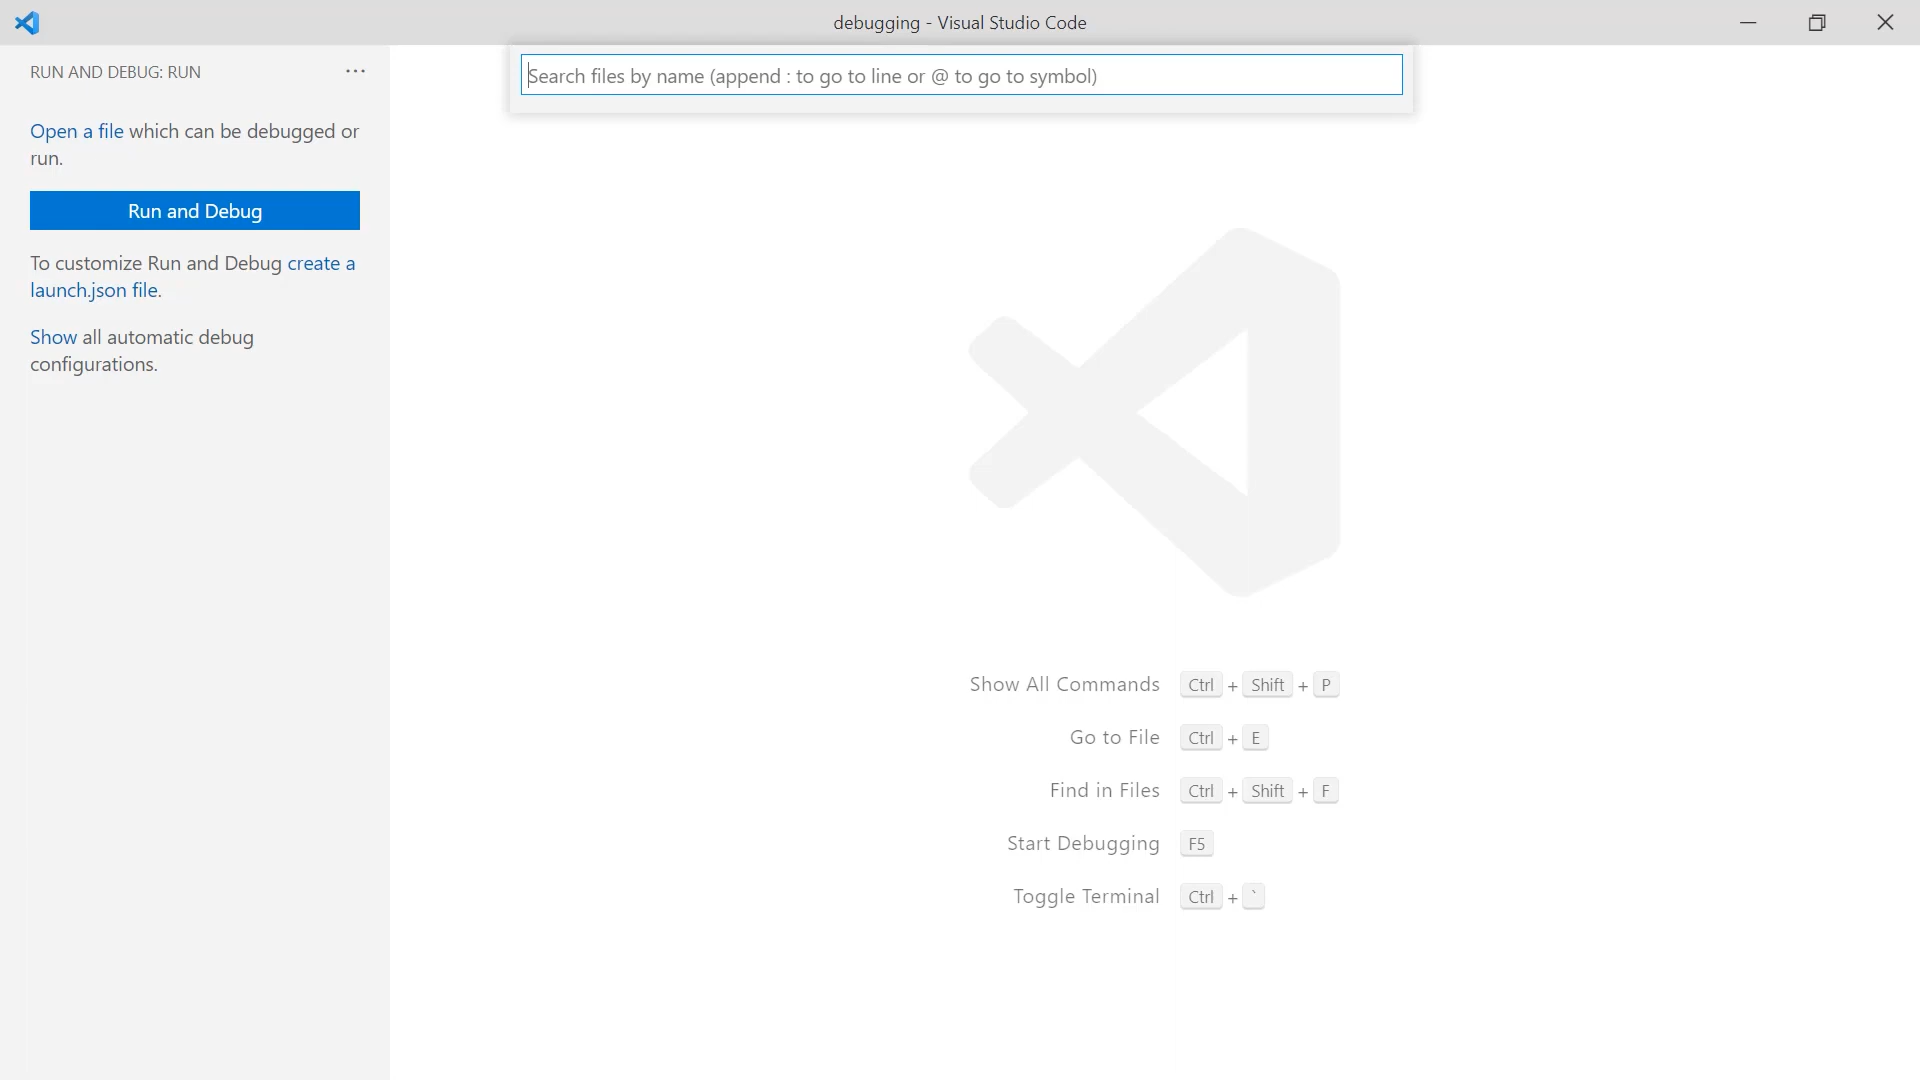 debugging - Visual Studio Code
RUN AND DEBUG: RUN
Search files by name (append : to go to line or @ to go to symbol)
Open a file which can be debugged or
run.
Run and Debug
To customize Run and Debug create a
launch.json file.
Show all automatic debug
configurations.
Show All Commands Ctrl + Shift + P
Go to File Ctrl + E
Find in Files Ctrl + Shift + F
Start Debugging F5
Toggle Terminal Ctrl + `